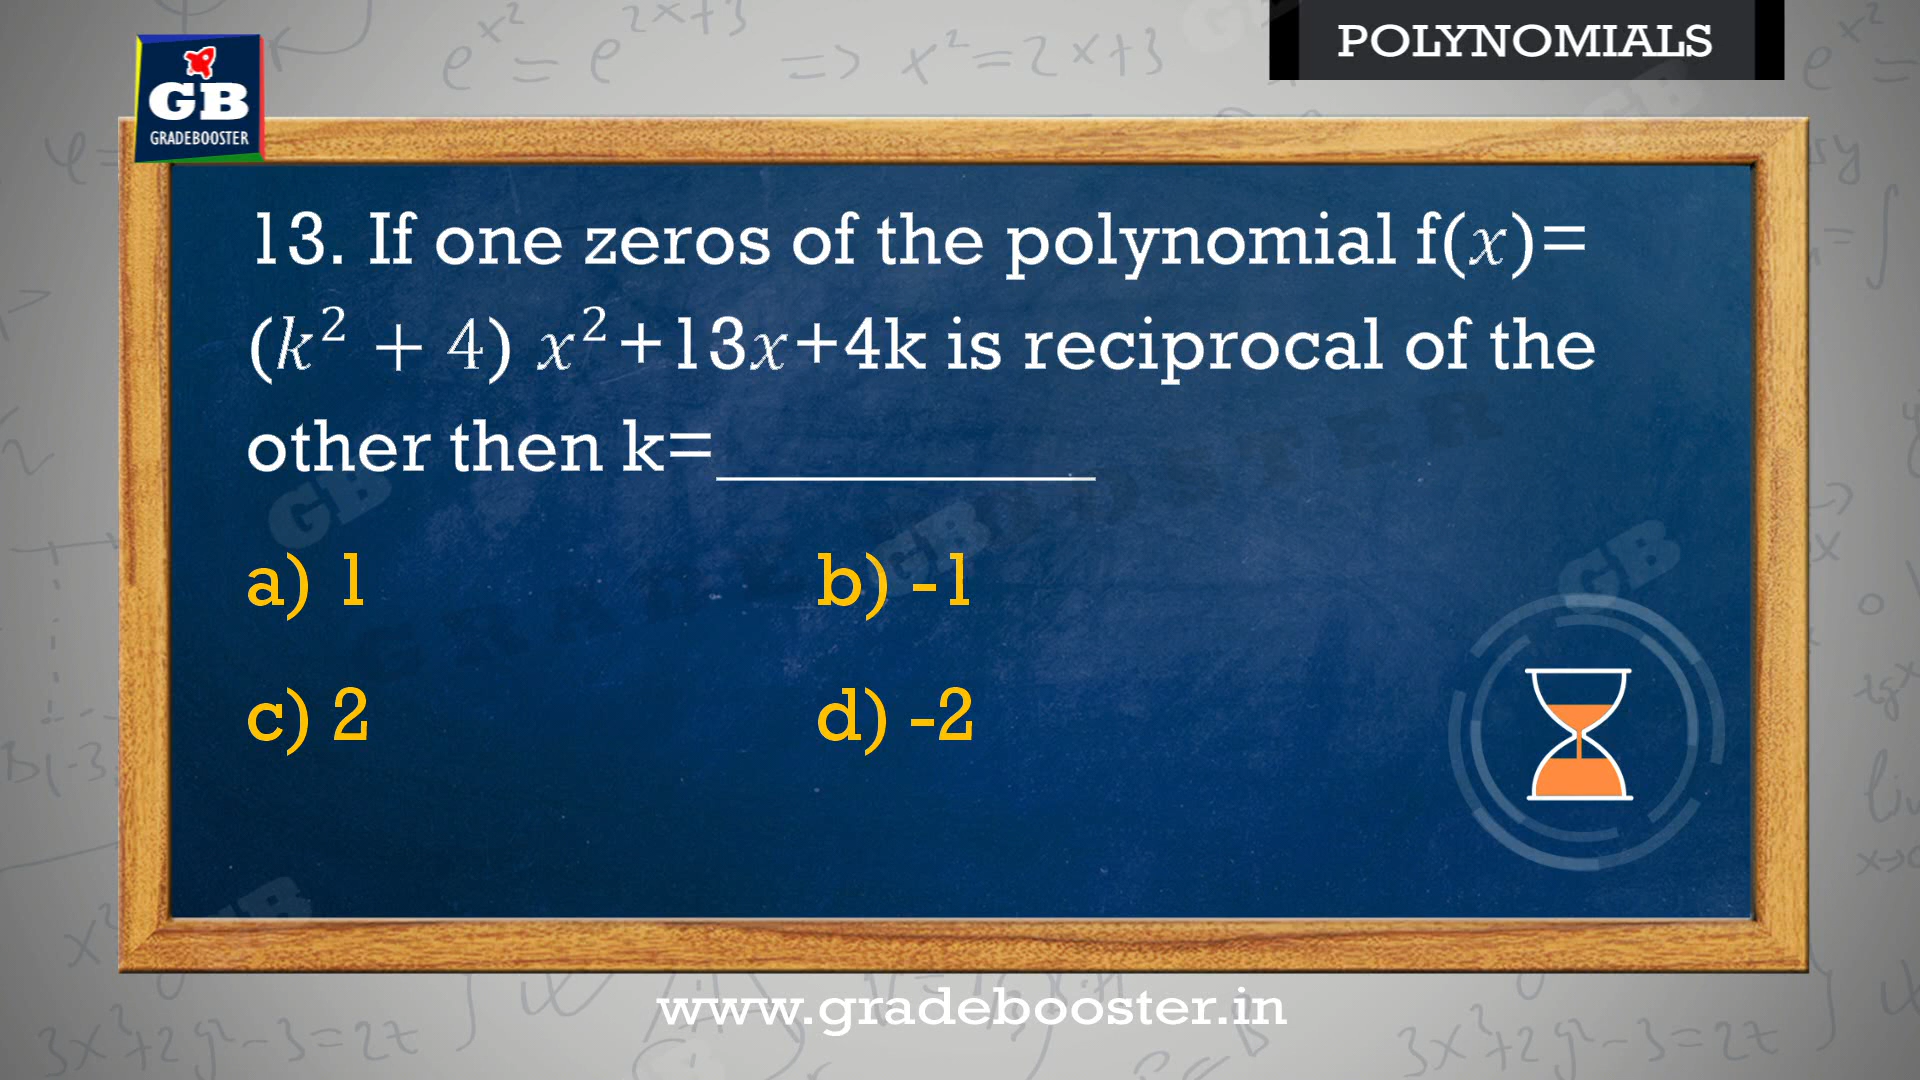 POLYNOMIALS
GB
GRADEBOOSTER
13. If one zeros of the polynomial f(x)=
(k² + 4) x²+13x+4k is reciprocal of the
other then k=____________
a) 1 b) -1
c) 2 d) -2
www.gradebooster.in